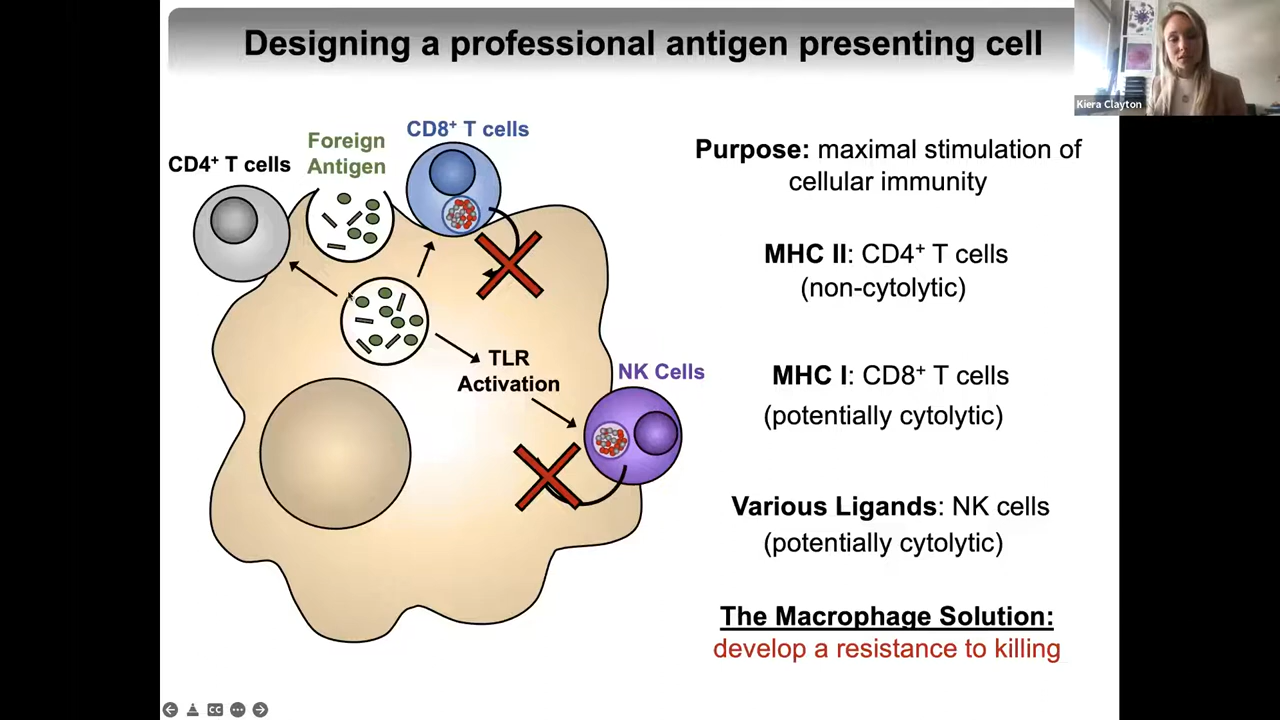 Designing a professional antigen presenting cell
Kiera Clayton
CD4⁺ T cells
Foreign
Antigen
CD8⁺ T cells
TLR
Activation
NK Cells
Purpose: maximal stimulation of
cellular immunity
MHC II: CD4⁺ T cells
(non-cytolytic)
MHC I: CD8⁺ T cells
(potentially cytolytic)
Various Ligands: NK cells
(potentially cytolytic)
The Macrophage Solution:
develop a resistance to killing
CC